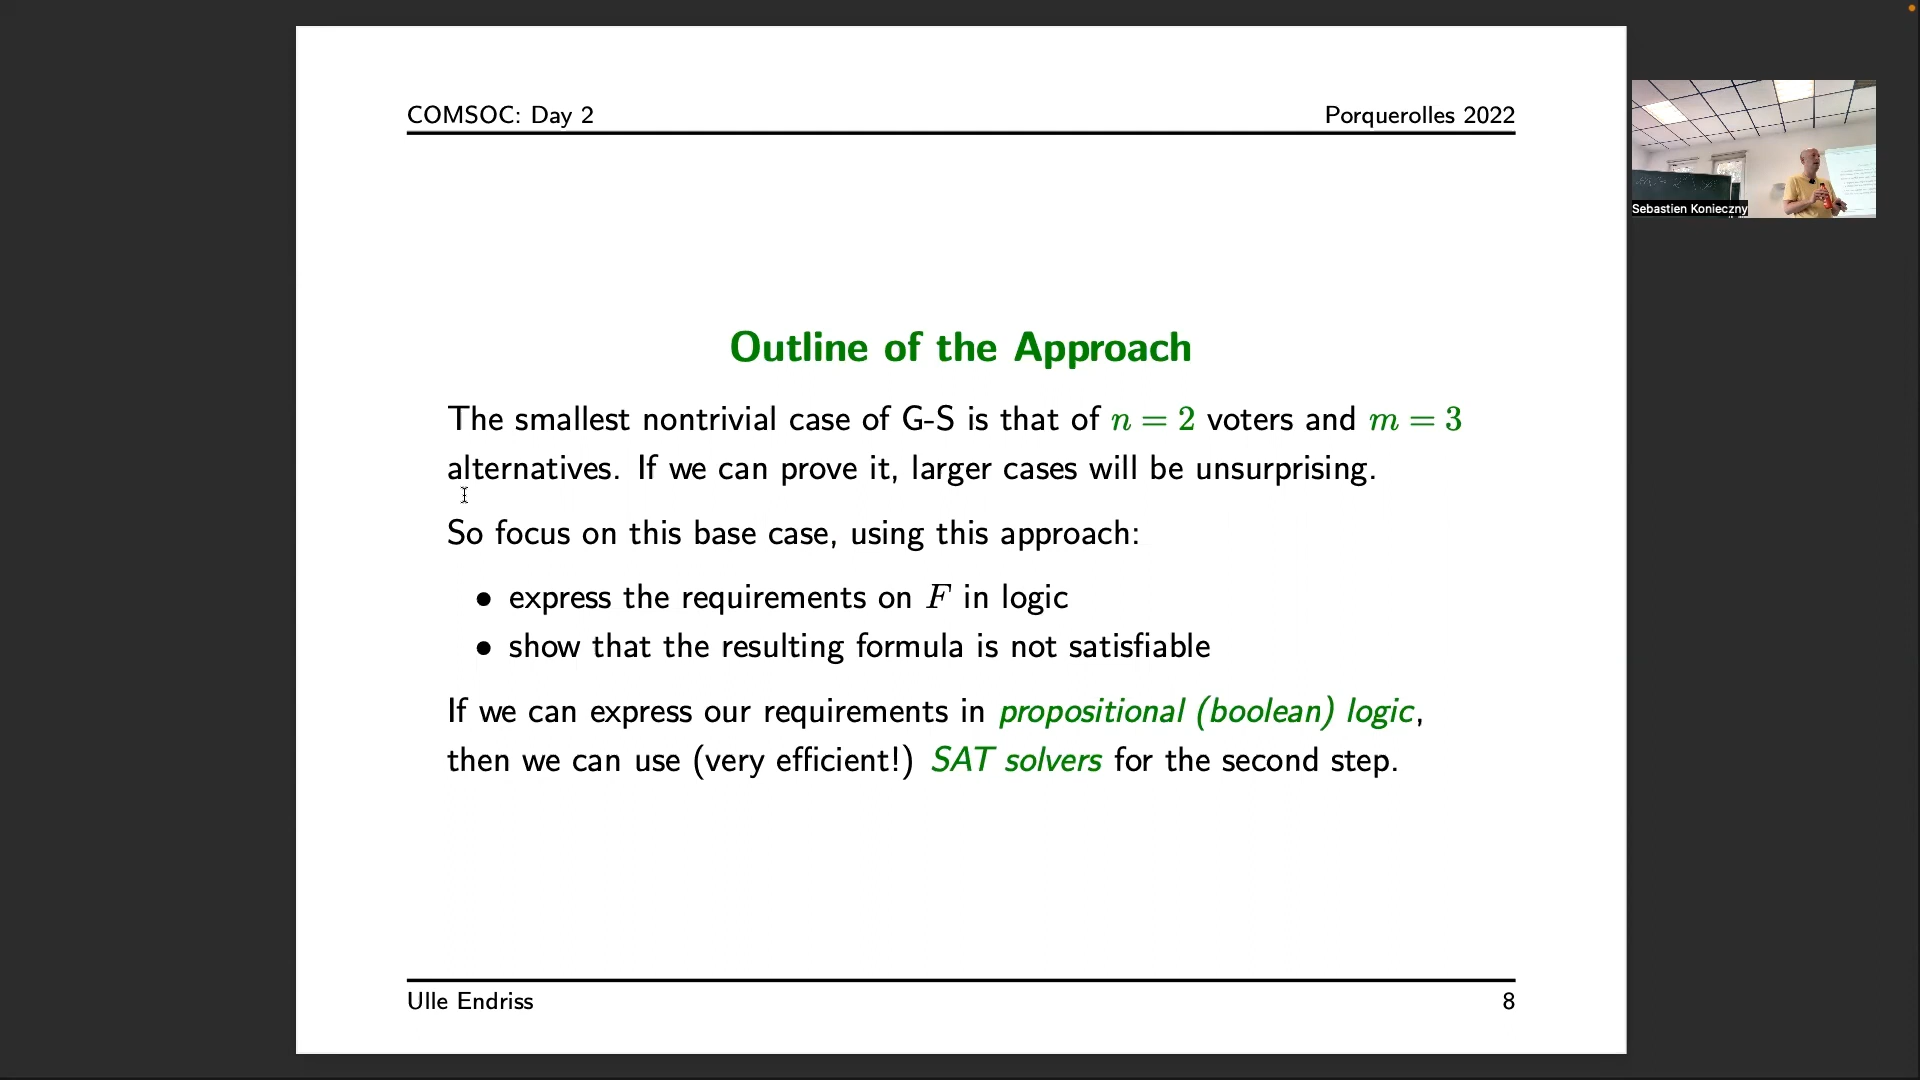 COMSOC: Day 2
Porquerolles 2022
Outline of the Approach
The smallest nontrivial case of G-S is that of n = 2 voters and m = 3
alternatives. If we can prove it, larger cases will be unsurprising.
So focus on this base case, using this approach:
• express the requirements on F in logic
• show that the resulting formula is not satisfiable
If we can express our requirements in propositional (boolean) logic,
then we can use (very efficient!) SAT solvers for the second step.
Ulle Endriss
8
Sebastien Konieczny